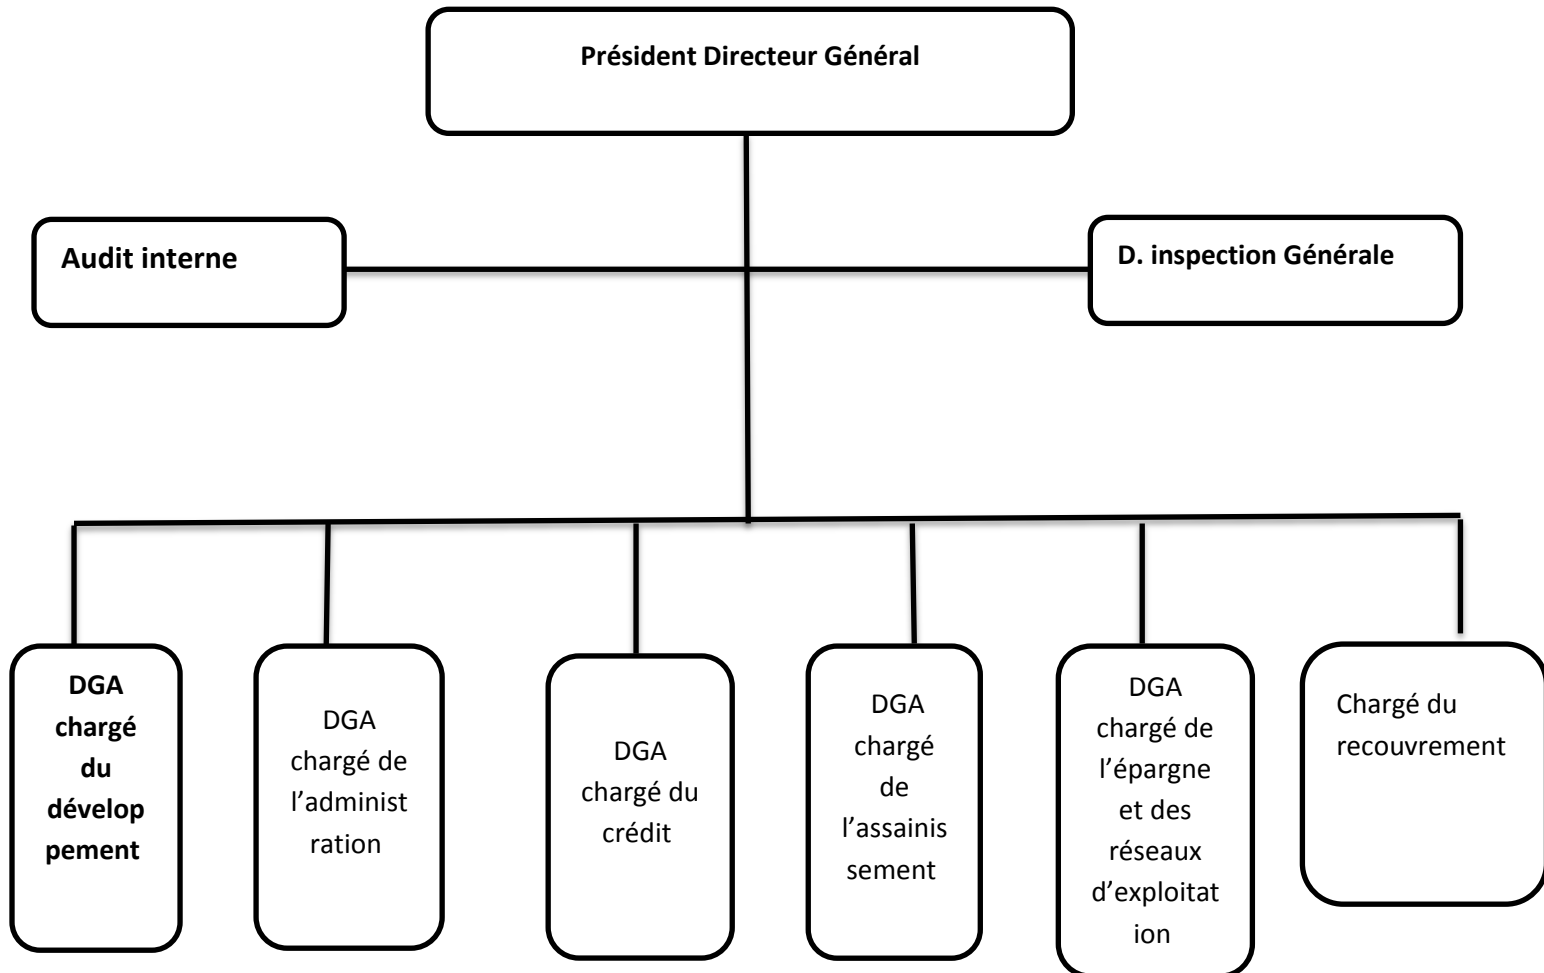 Président Directeur Général
Audit interne
D. inspection Générale
DGA
chargé
du
dévelop
pement
DGA
chargé de
l'administ
ration
DGA
chargé du
crédit
DGA
chargé
de
l'assainis
sement
DGA
chargé de
l'épargne
et des
réseaux
d'exploitat
ion
Chargé du
recouvrement